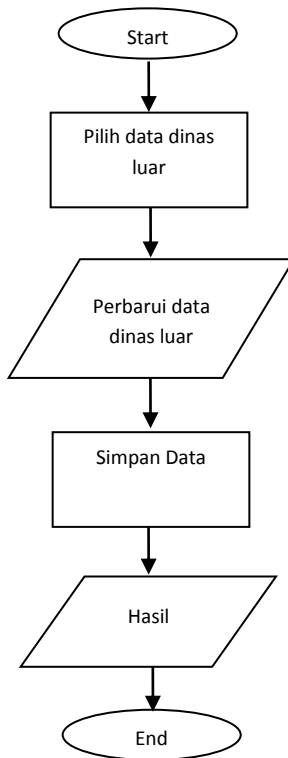 Start
Pilih data dinas
luar
Perbarui data
dinas luar
Simpan Data
Hasil
End